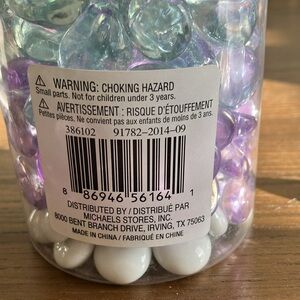 WARNING: CHOKING HAZARD
Small parts. Not for children under 3 years.
AVERTISSEMENT : RISQUE D'ÉTOUFFEMENT
Petites pièces. Ne convient pas aux enfants de moins de 3 ans.
386102 91782-2014-09
8 86946 56164 1
DISTRIBUTED BY / DISTRIBUÉ PAR
MICHAELS STORES, INC.
8000 BENT BRANCH DRIVE, IRVING, TX 75063
MADE IN CHINA / FABRIQUÉ EN CHINE